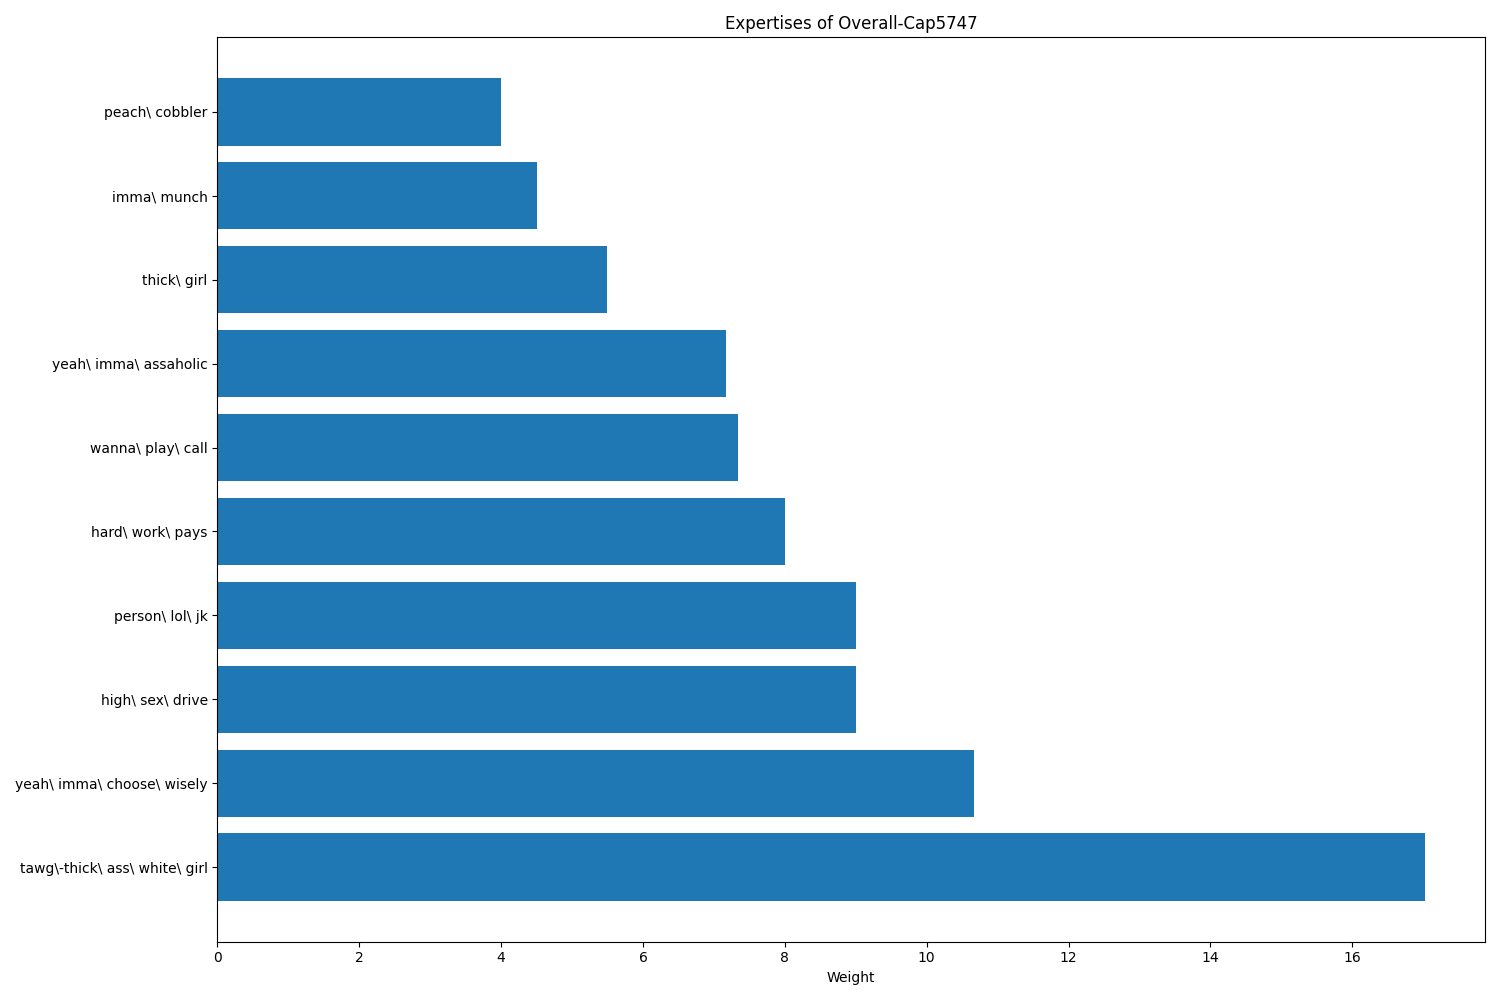 Expertises of Overall-Cap5747
peach\ cobbler
imma\ munch
thick\ girl
yeah\ imma\ assaholic
wanna\ play\ call
hard\ work\ pays
person\ lol\ jk
high\ sex\ drive
yeah\ imma\ choose\ wisely
tawg\-thick\ ass\ white\ girl
0 2 4 6 8 10 12 14 16
Weight